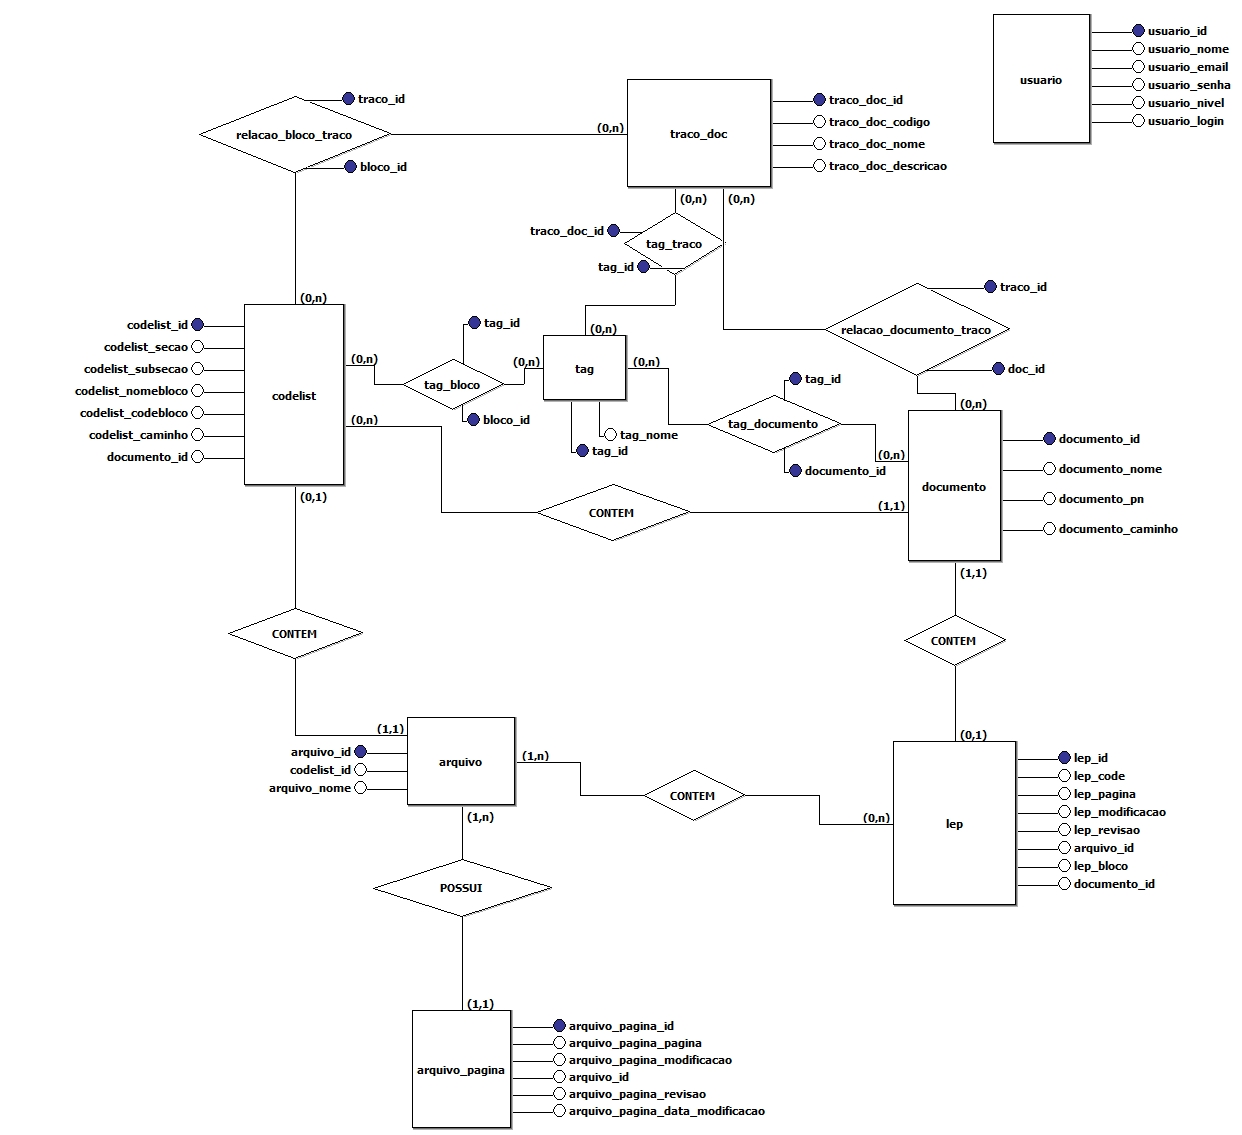 usuario
usuario_id
usuario_nome
usuario_email
usuario_senha
usuario_nivel
usuario_login
relacao_bloco_traco
traco_id
bloco_id
(0,n)
(0,n)
traco_doc
traco_doc_id
traco_doc_codigo
traco_doc_nome
traco_doc_descricao
(0,n)
(0,n)
tag_traco
traco_doc_id
tag_id
(0,n)
relacao_documento_traco
traco_id
doc_id
(0,n)
codelist
codelist_id
codelist_secao
codelist_subsecao
codelist_nomebloco
codelist_codebloco
codelist_caminho
documento_id
(0,n)
(0,n)
(0,1)
tag_bloco
tag_id
bloco_id
(0,n)
tag
tag_nome
tag_id
(0,n)
tag_documento
tag_id
documento_id
(0,n)
documento
documento_id
documento_nome
documento_pn
documento_caminho
CONTEM
(1,1)
(1,1)
CONTEM
CONTEM
(0,1)
(1,1)
arquivo
arquivo_id
codelist_id
arquivo_nome
(1,n)
(1,n)
CONTEM
(0,n)
lep
lep_id
lep_code
lep_pagina
lep_modificacao
lep_revisao
arquivo_id
lep_bloco
documento_id
POSSUI
(1,1)
arquivo_pagina
arquivo_pagina_id
arquivo_pagina_pagina
arquivo_pagina_modificacao
arquivo_id
arquivo_pagina_revisao
arquivo_pagina_data_modificacao